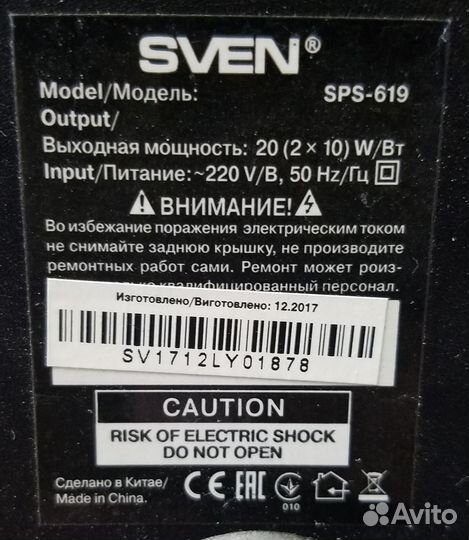 SVEN®
Model/Модель: SPS-619
Output/
Выходная мощность: 20 (2 × 10) W/Вт
Input/Питание: ~220 V/В, 50 Hz/Гц
ВНИМАНИЕ!
Во избежание поражения электрическим током
не снимайте заднюю крышку, не производите
ремонтных работ сами. Ремонт может роиз-
квалифицированный персонал.
Изготовлено/Виготовлено: 12.2017
SV1712LY01878
CAUTION
RISK OF ELECTRIC SHOCK
DO NOT OPEN
Сделано в Китае/
Made in China.
CE EAC
010
Avito